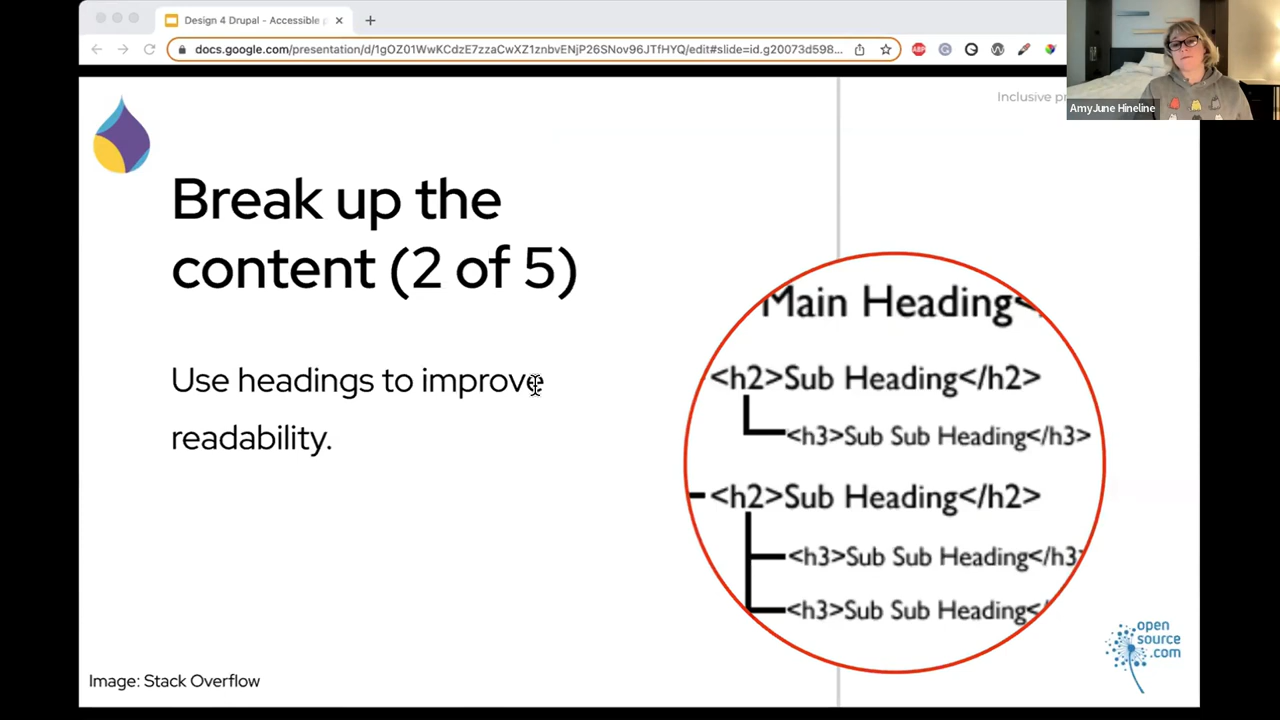 Design 4 Drupal - Accessible
docs.google.com/presentation/d/1gOZ01WwKCdzE7zzaCwXZ1znbvENjP26SNov96JTfHYQ/edit#slide=id.g20073d598...
ABP
AmyJune Hineline
Inclusive
Break up the
content (2 of 5)
Use headings to improve
readability.
Main Heading<
<h2>Sub Heading</h2>
<h3>Sub Sub Heading</h3>
<h2>Sub Heading</h2>
<h3>Sub Sub Heading</h3
<h3>Sub Sub Heading<
open
source
.com
Image: Stack Overflow